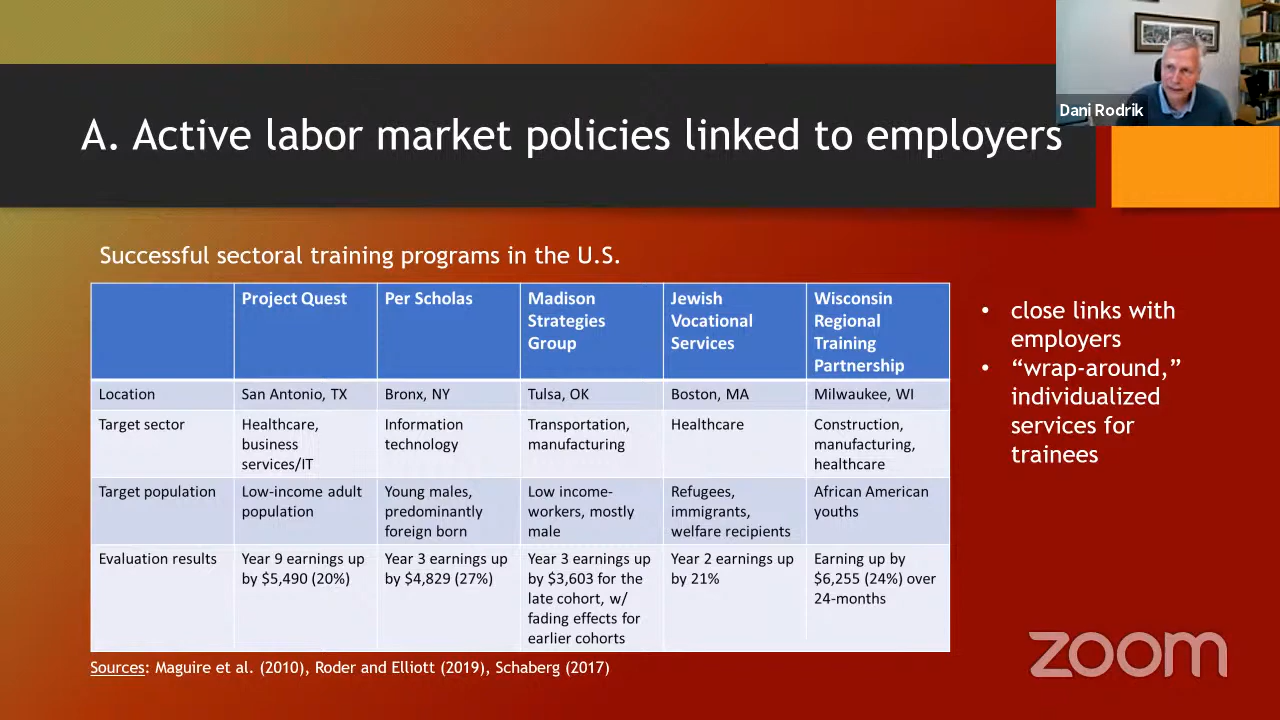 Dani Rodrik
A. Active labor market policies linked to employers
Successful sectoral training programs in the U.S.
Project Quest
Per Scholas
Madison
Strategies
Group
Jewish
Vocational
Services
Wisconsin
Regional
Training
Partnership
Location
San Antonio, TX
Bronx, NY
Tulsa, OK
Boston, MA
Milwaukee, WI
Target sector
Healthcare,
business
services/IT
Information
technology
Transportation,
manufacturing
Healthcare
Construction,
manufacturing,
healthcare
Target population
Low-income adult
population
Young males,
predominantly
foreign born
Low income-
workers, mostly
male
Refugees,
immigrants,
welfare recipients
African American
youths
Evaluation results
Year 9 earnings up
by $5,490 (20%)
Year 3 earnings up
by $4,829 (27%)
Year 3 earnings up
by $3,603 for the
late cohort, w/
fading effects for
earlier cohorts
Year 2 earnings up
by 21%
Earning up by
$6,255 (24%) over
24-months
Sources: Maguire et al. (2010), Roder and Elliott (2019), Schaberg (2017)
• close links with
employers
• “wrap-around,”
individualized
services for
trainees
zoom